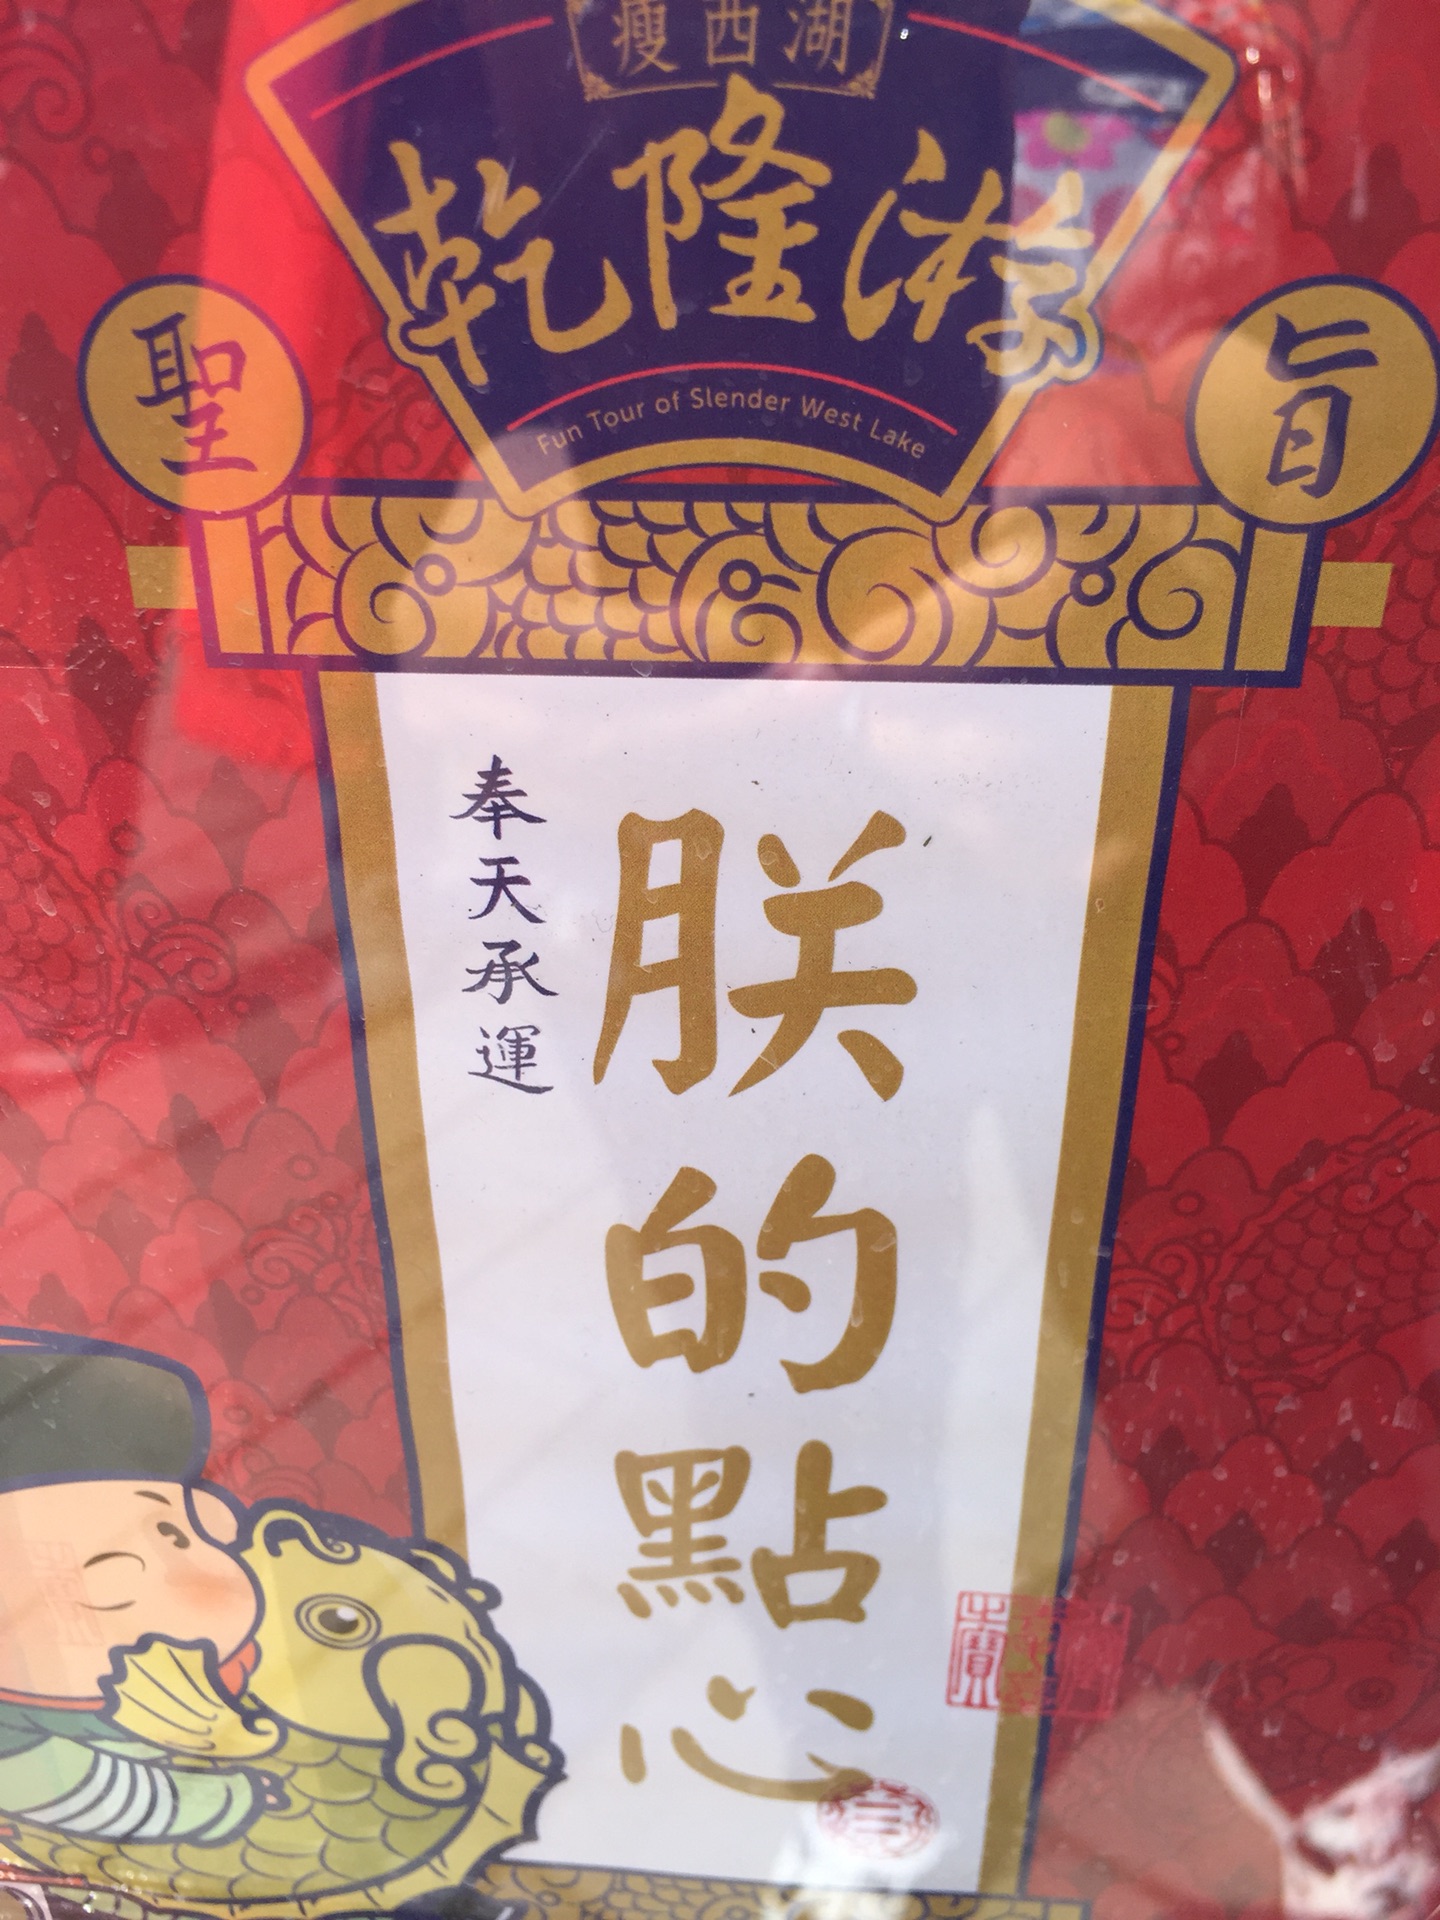 瘦西湖
乾隆游
Fun Tour of Slender West Lake
聖旨
奉天承運
朕的點心